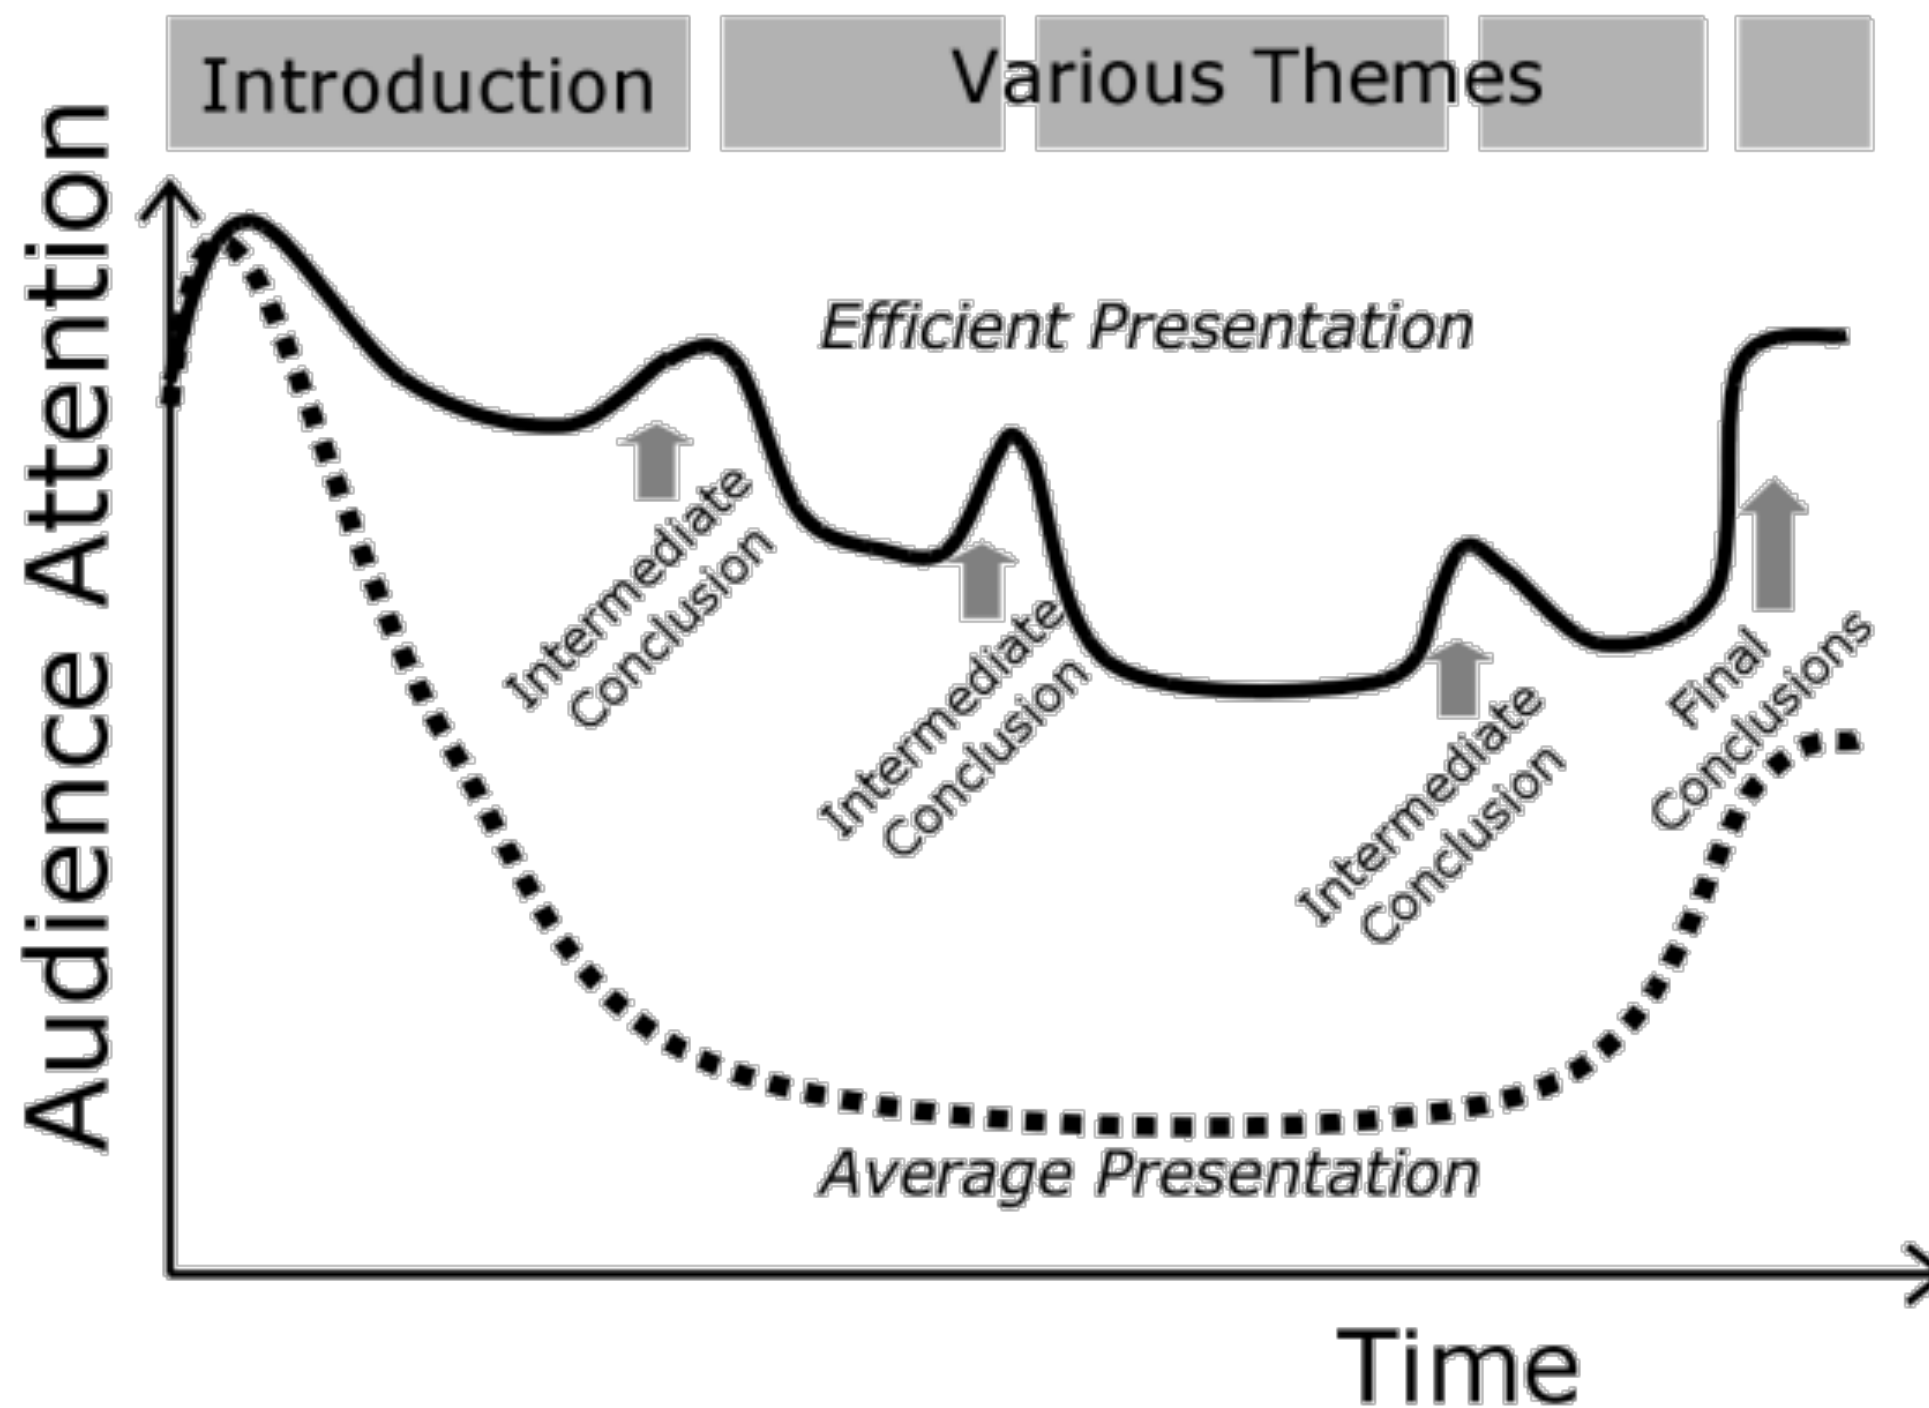 Introduction
Various Themes
Audience Attention
Efficient Presentation
Intermediate
Conclusion
Intermediate
Conclusion
Intermediate
Conclusion
Final
Conclusions
Average Presentation
Time